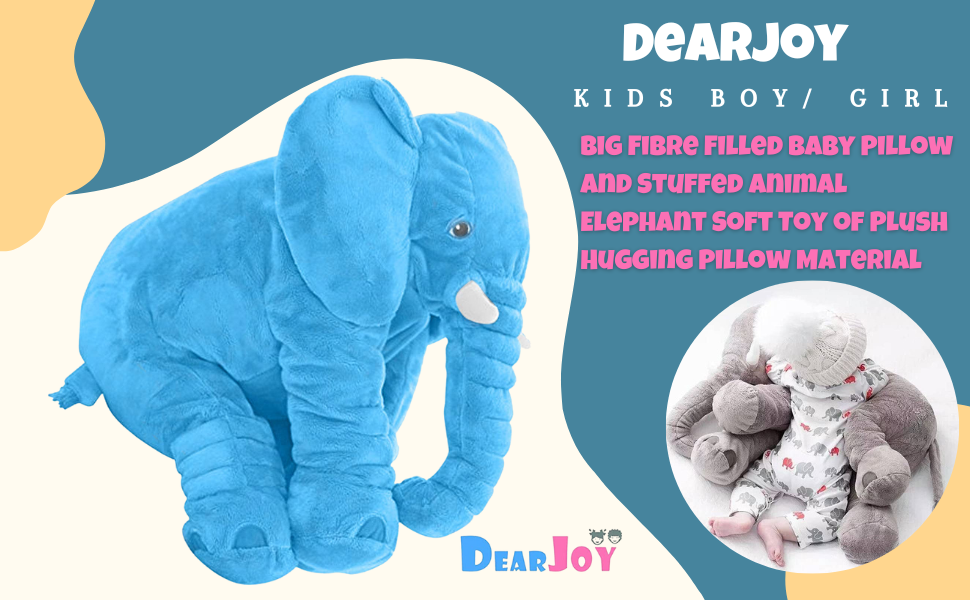 DearJoy
KIDS BOY/ GIRL
Big Fibre Filled Baby Pillow
and Stuffed Animal
Elephant Soft Toy of Plush
Hugging Pillow Material
DearJoy